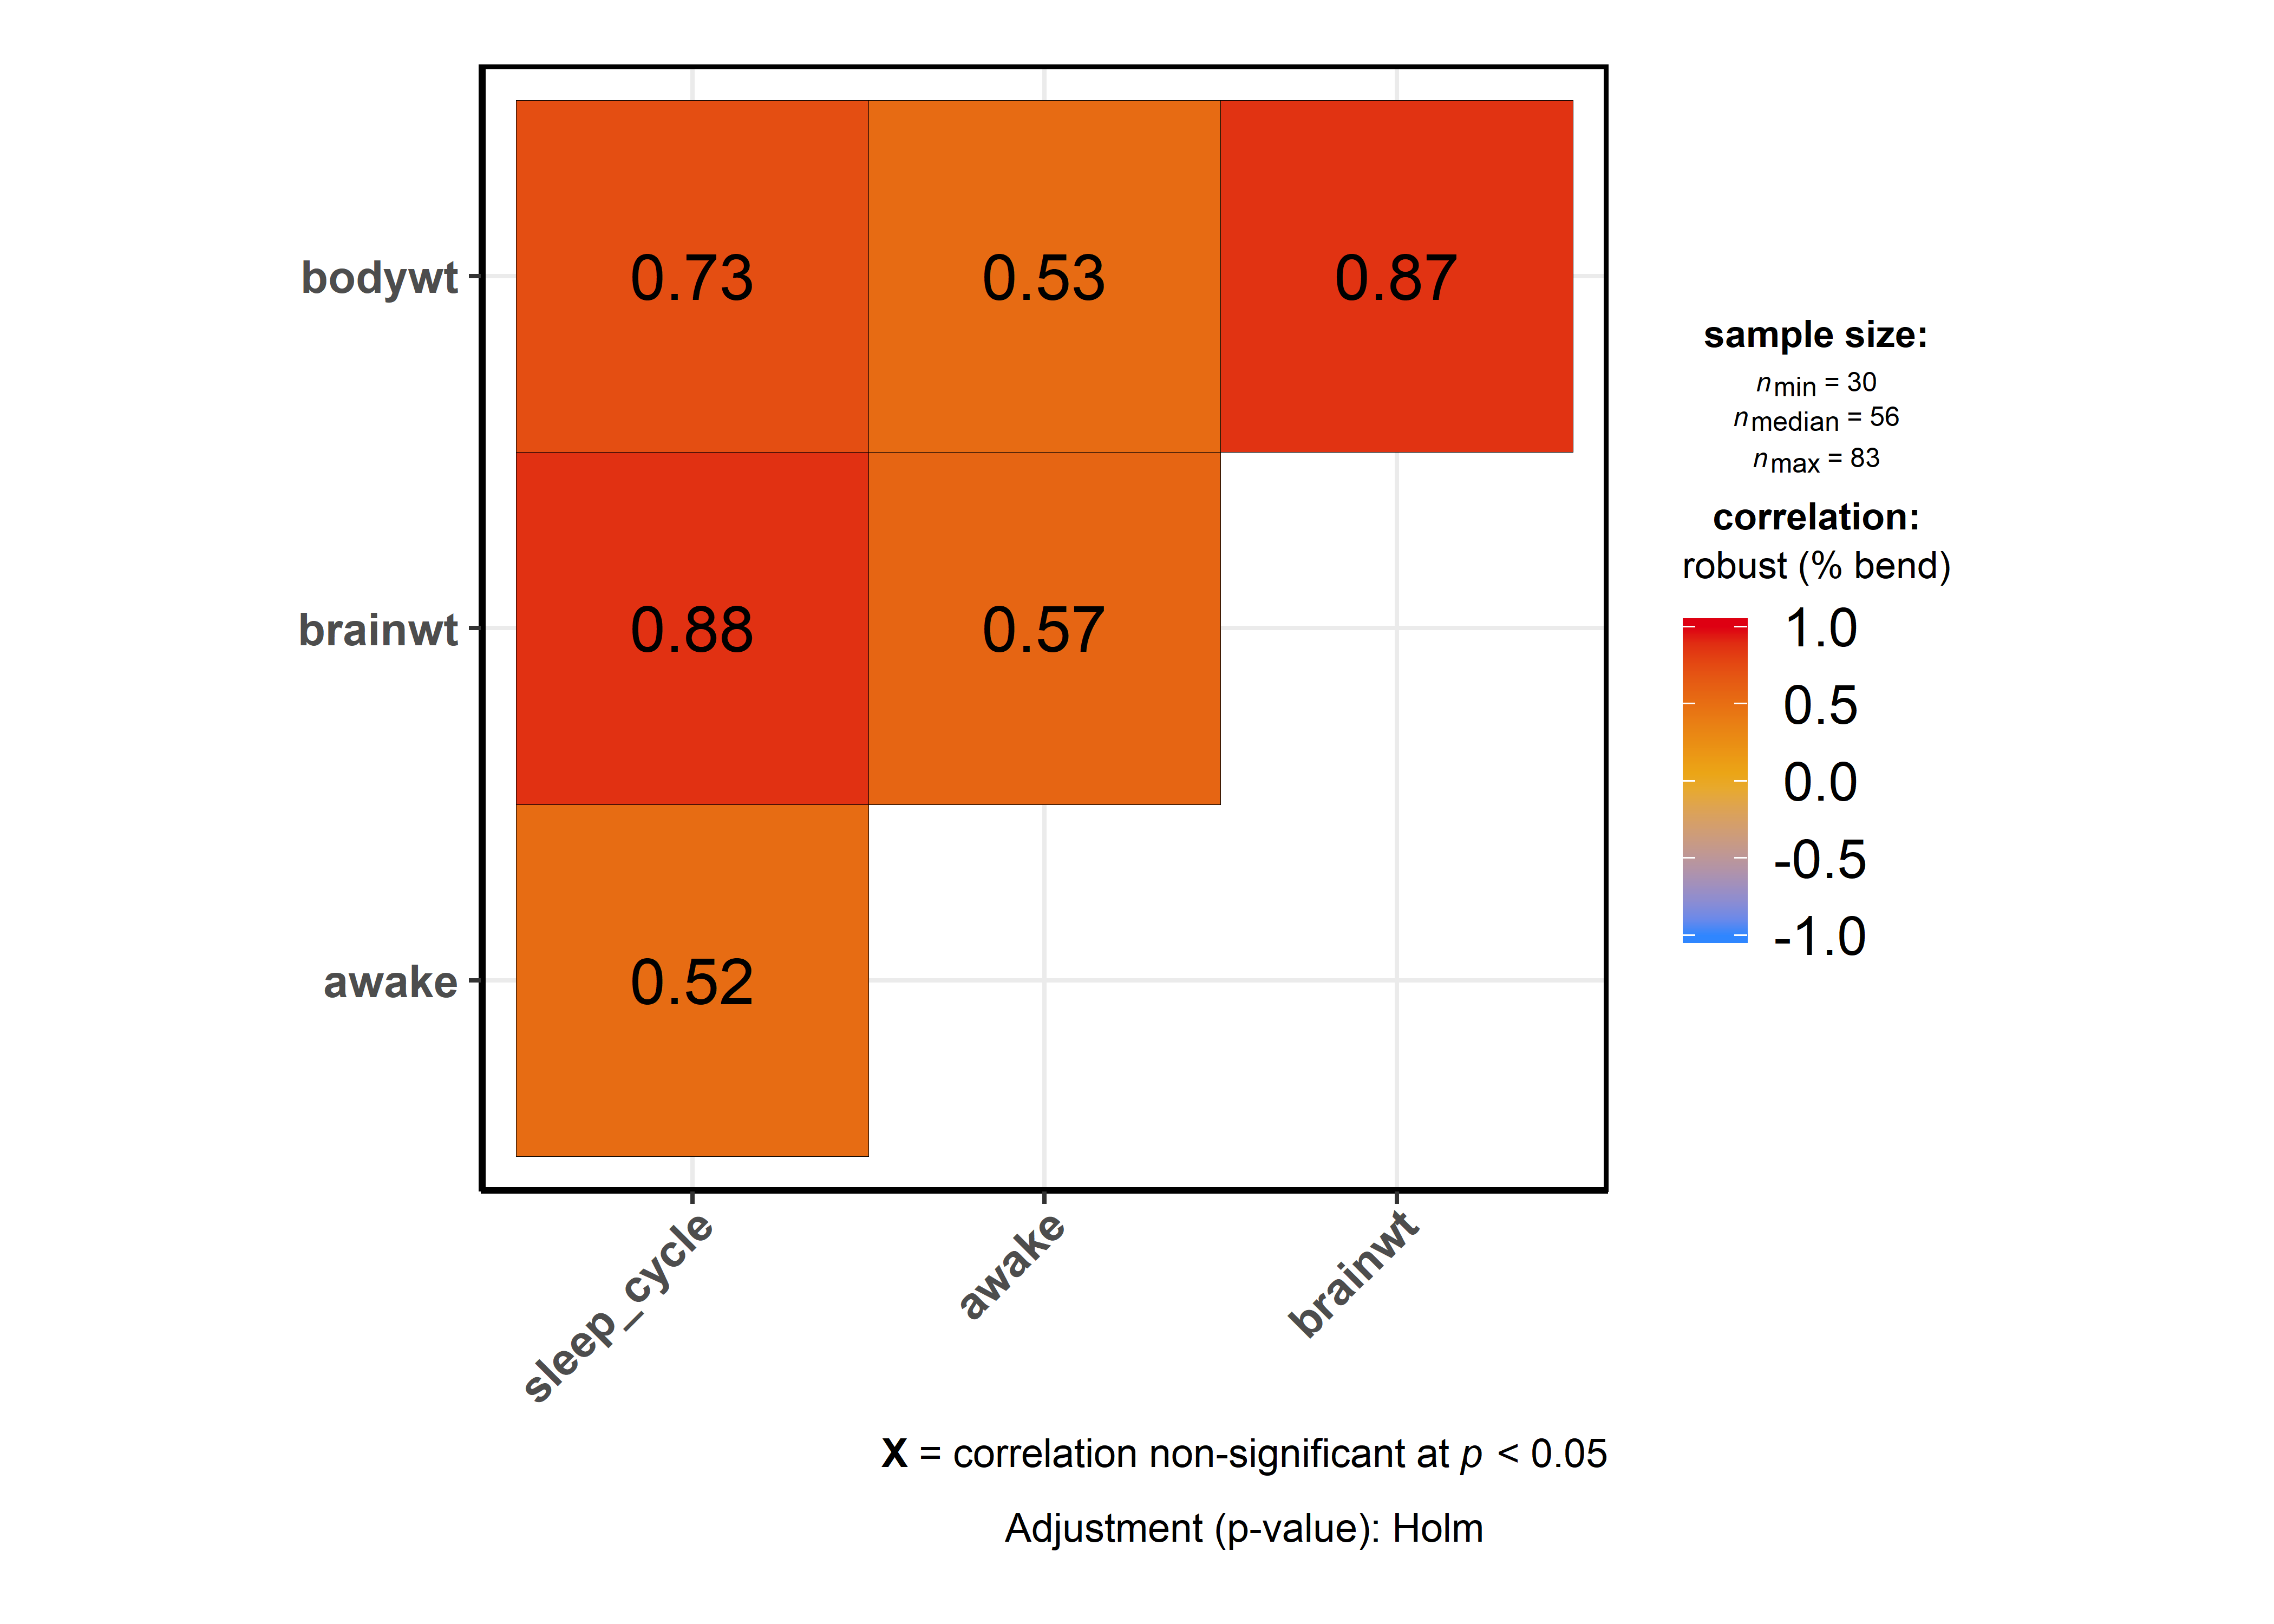 bodywt
0.73 0.53 0.87
brainwt
0.88 0.57
awake
0.52
sleep_cycle
awake
brainwt
sample size:
nmin = 30
nmedian = 56
nmax = 83
correlation:
robust (% bend)
1.0
0.5
0.0
-0.5
-1.0
X = correlation non-significant at p < 0.05
Adjustment (p-value): Holm